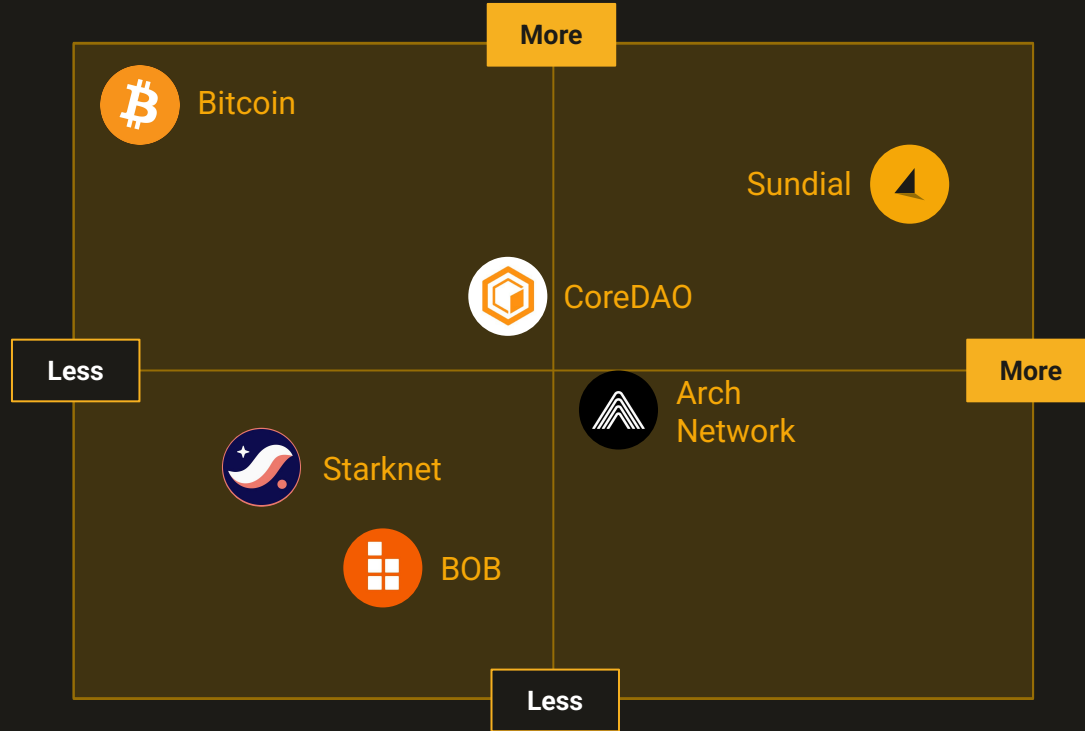 More
Bitcoin
Sundial
CoreDAO
Less
More
Arch
Network
Starknet
BOB
Less